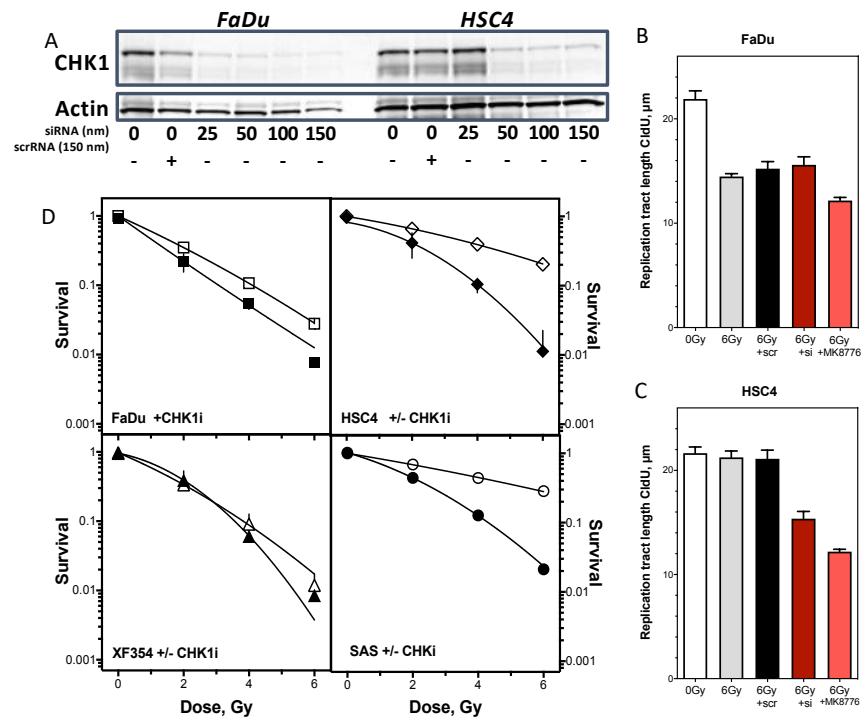 FaDu HSC4
A
CHK1
Actin
siRNA (nm) 0 0 25 50 100 150 0 0 25 50 100 150
scrRNA (150 nm) - + - - - - - + - - - -
B
FaDu
Replication tract length CldU, µm
20
10
0
0Gy 6Gy 6Gy 6Gy 6Gy
+scr +si +MK8776
C
HSC4
Replication tract length CldU, µm
20
10
0
0Gy 6Gy 6Gy 6Gy 6Gy
+scr +si +MK8776
D
Survival
1
0.1
0.01
0.001
FaDu +CHK1i
Survival
1
0.1
0.01
0.001
HSC4 +/- CHK1i
Survival
1
0.1
0.01
0.001
XF354 +/- CHK1i
0 2 4 6
Dose, Gy
Survival
1
0.1
0.01
0.001
SAS +/- CHKi
0 2 4 6
Dose, Gy